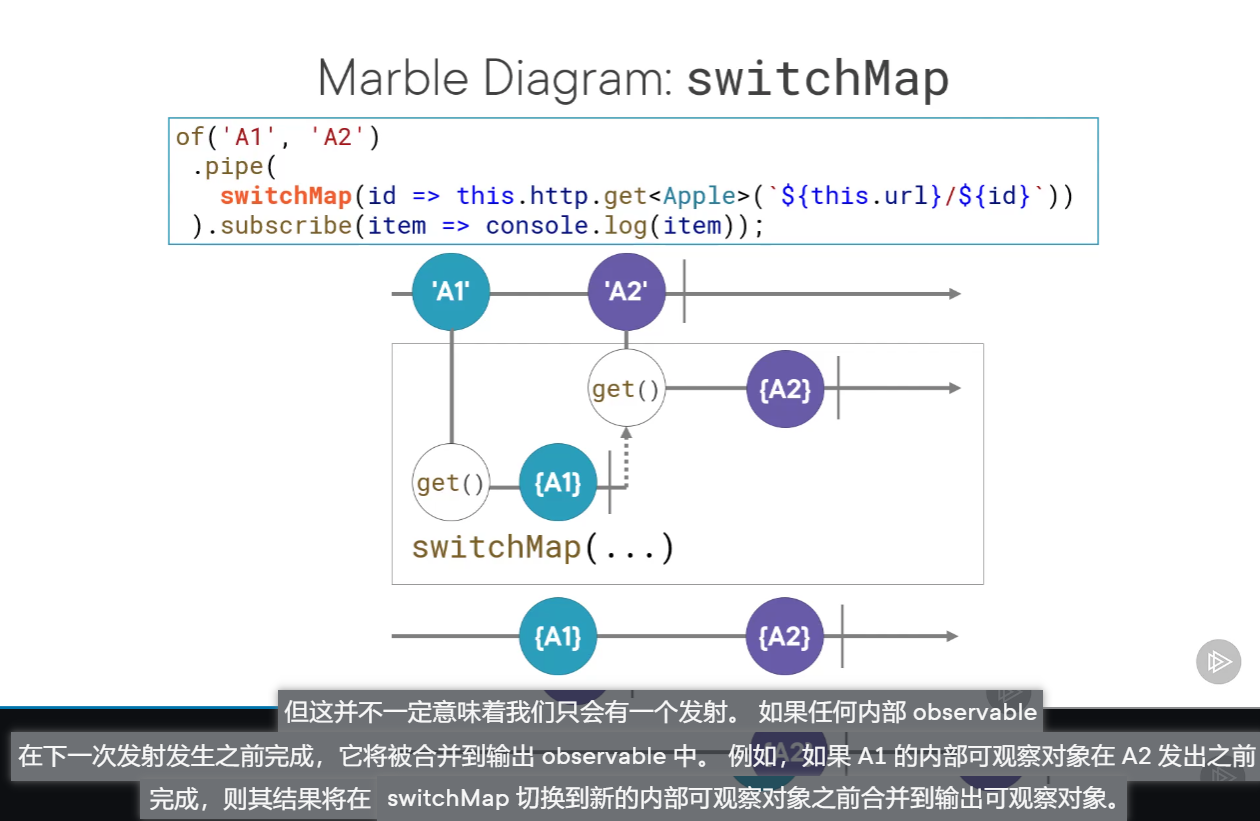 Marble Diagram: switchMap
of('A1', 'A2')
.pipe(
switchMap(id => this.http.get<Apple>(`${this.url}/${id}`))
).subscribe(item => console.log(item));
'A1'
'A2'
get()
{A2}
get()
{A1}
switchMap(...)
{A1}
{A2}
但这并不一定意味着我们只会有一个发射。 如果任何内部 observable
在下一次发射发生之前完成，它将被合并到输出 observable 中。 例如，如果 A1 的内部可观察对象在 A2 发出之前
完成，则其结果将在 switchMap 切换到新的内部可观察对象之前合并到输出可观察对象。